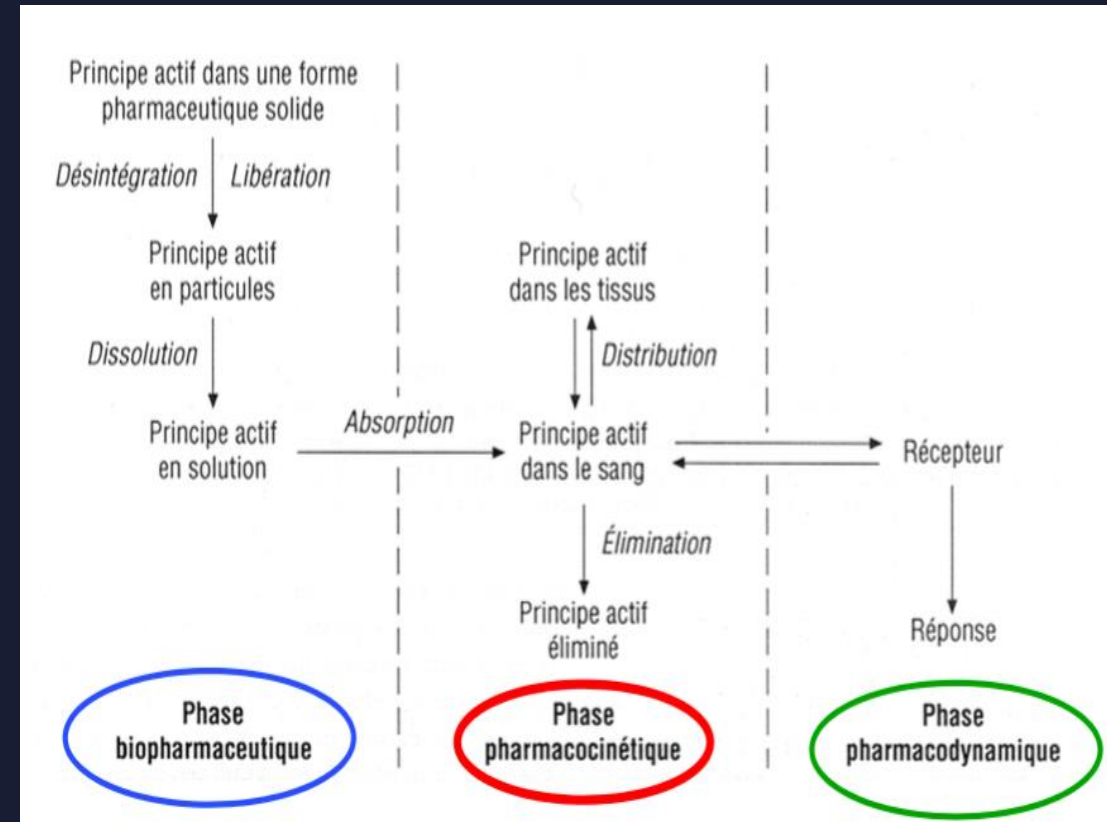 Principe actif dans une forme
pharmaceutique solide
Désintégration
Libération
Principe actif
en particules
Dissolution
Principe actif
en solution
Absorption
Principe actif
dans les tissus
Distribution
Principe actif
dans le sang
Élimination
Principe actif
éliminé
Récepteur
Réponse
Phase
biopharmaceutique
Phase
pharmacocinétique
Phase
pharmacodynamique